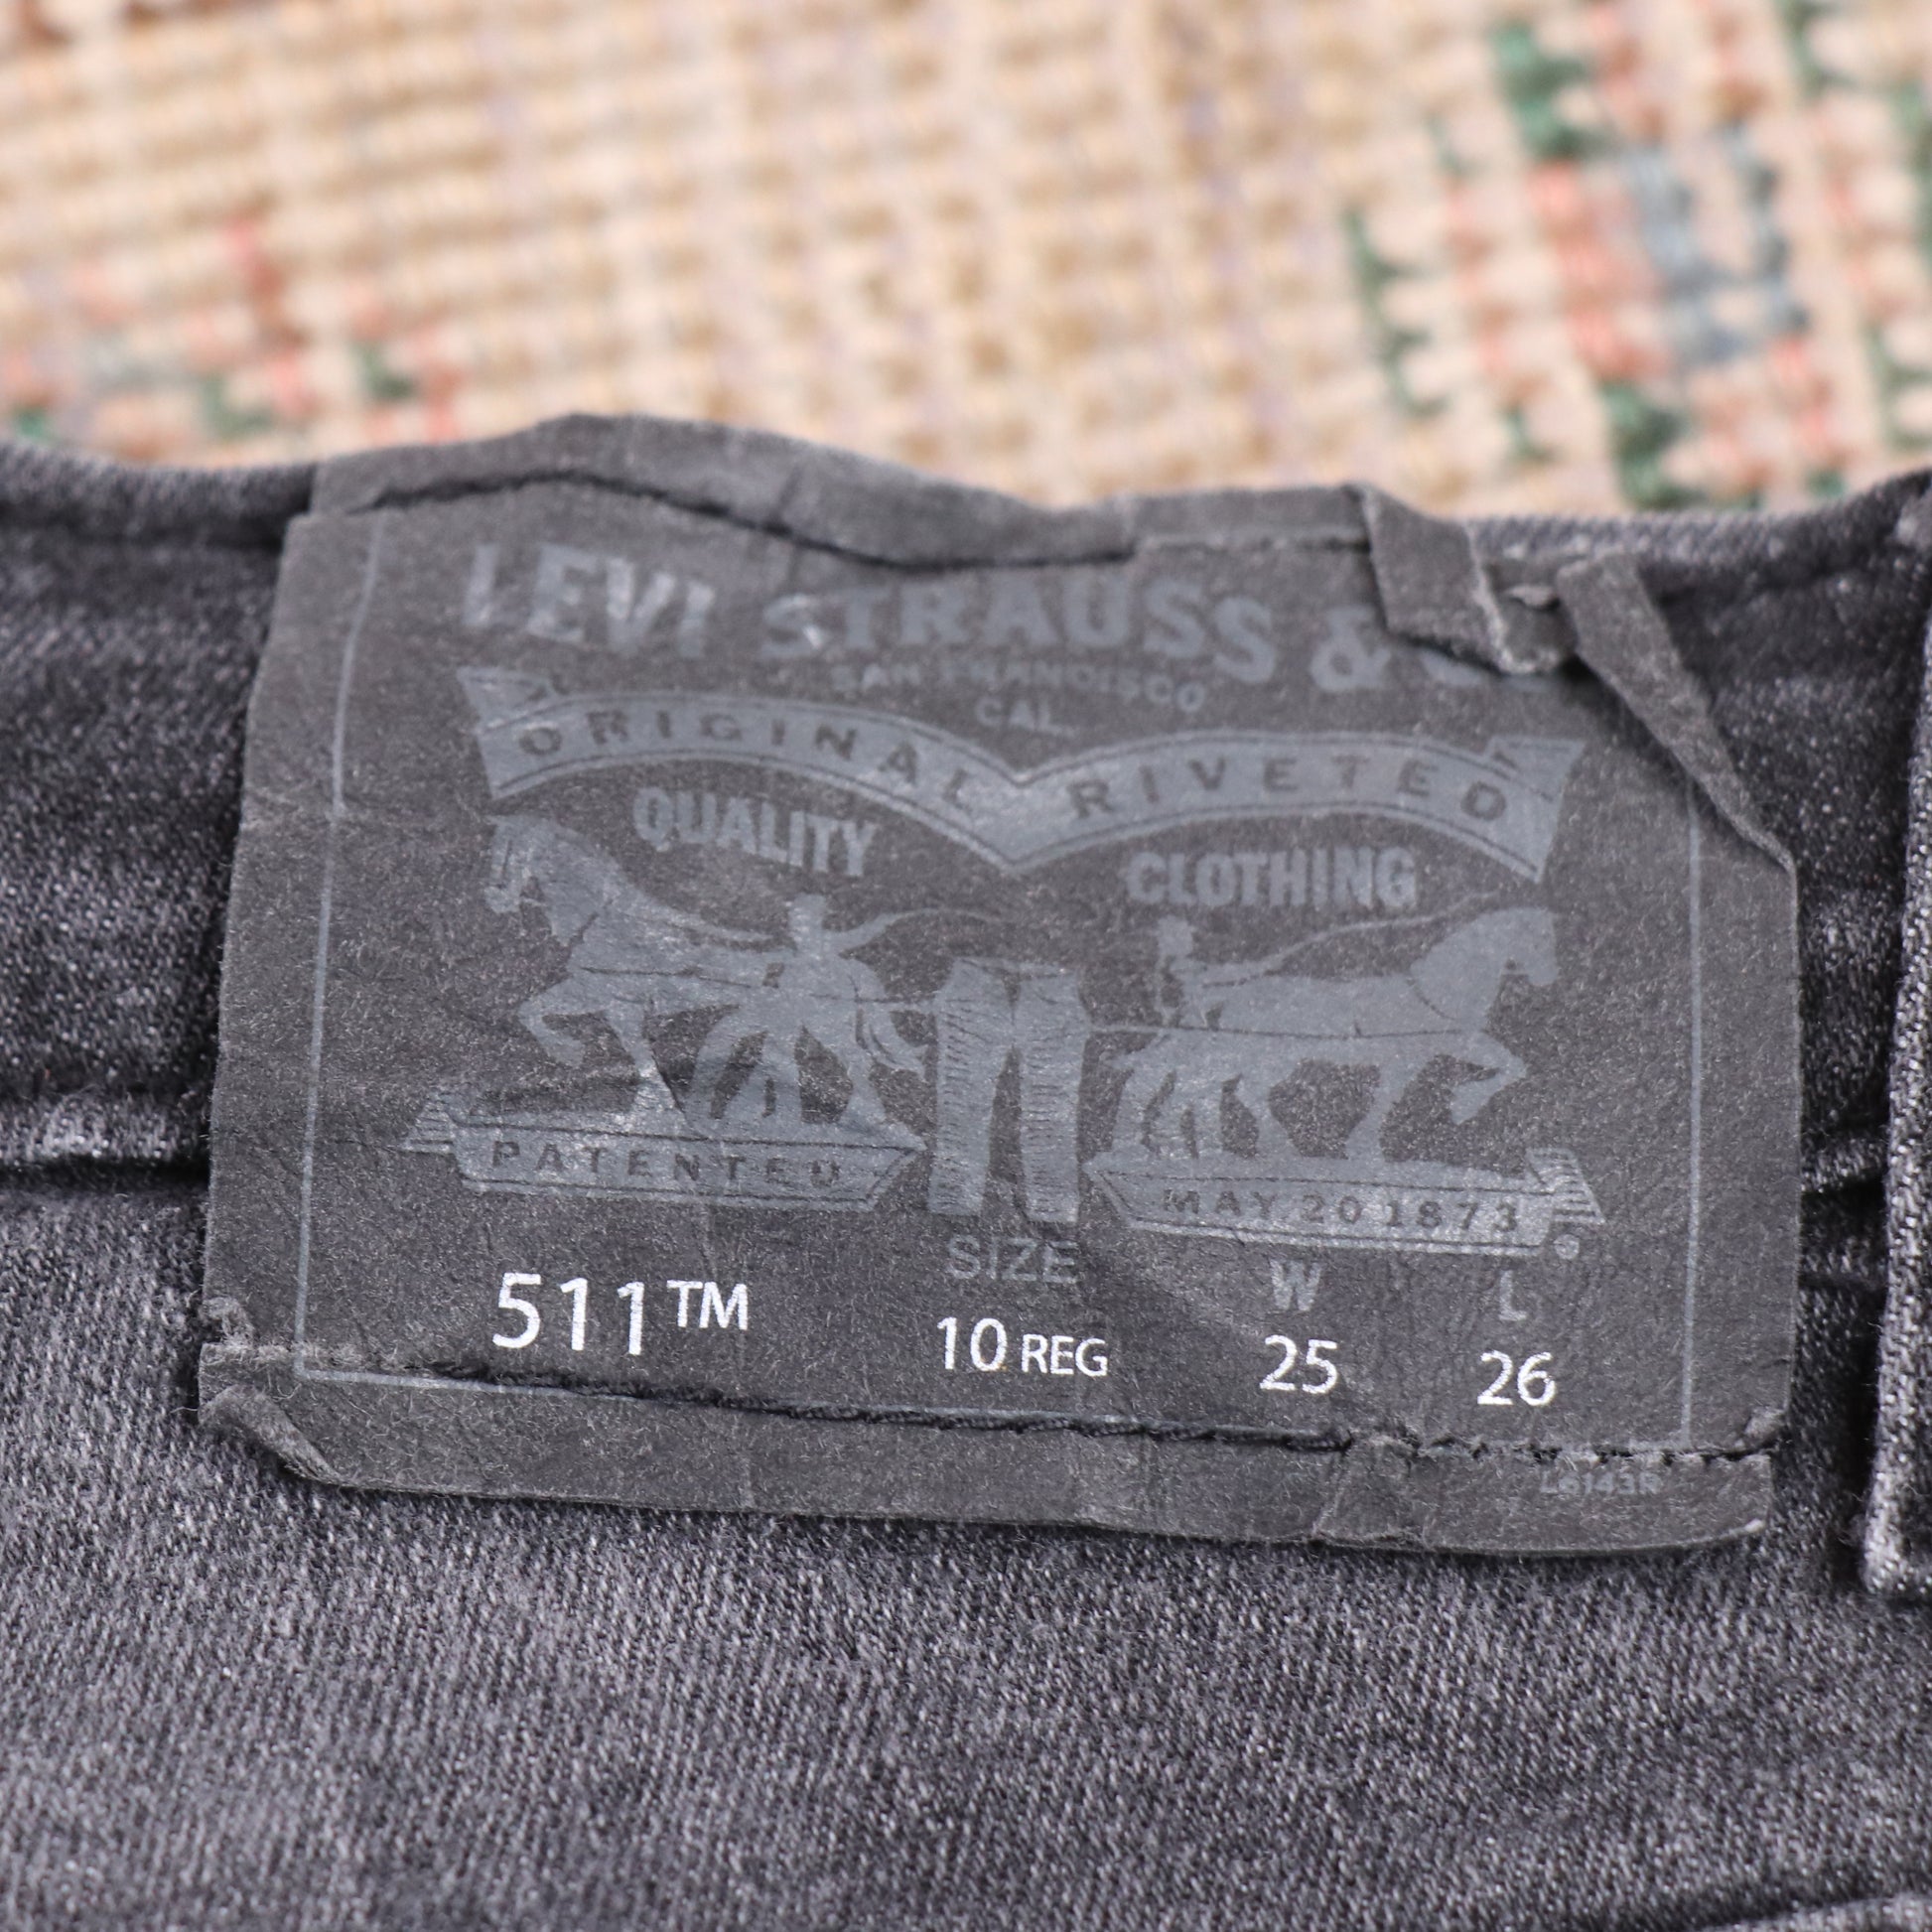 LEVI STRAUSS &
SAN FRANCISCO
CAL.
ORIGINAL RIVETED
QUALITY CLOTHING
PATENTED MAY 20 1873
SIZE W L
511™ 10 REG 25 26